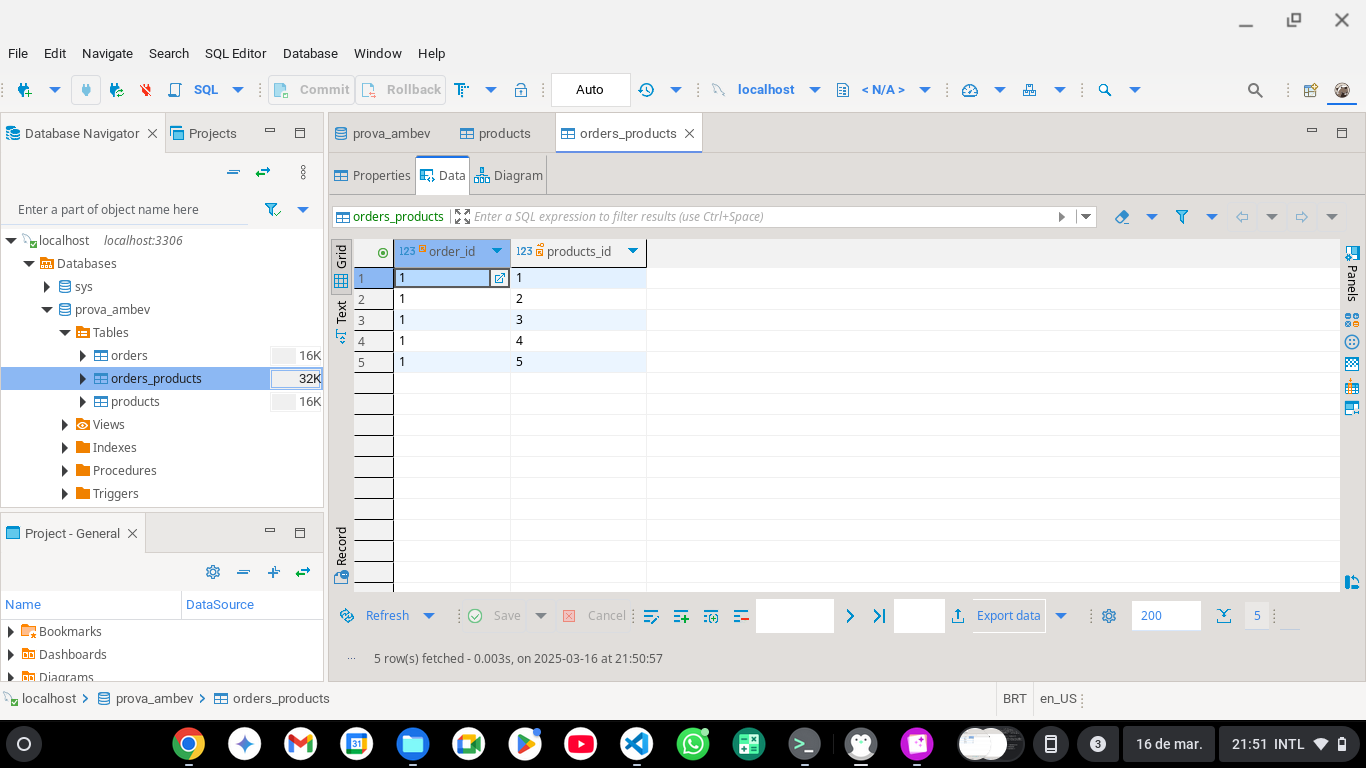 File Edit Navigate Search SQL Editor Database Window Help
SQL Commit Rollback Auto localhost < N/A >
Database Navigator Projects
Enter a part of object name here
localhost localhost:3306
Databases
sys
prova_ambev
Tables
orders 16K
orders_products 32K
products 16K
Views
Indexes
Procedures
Triggers
Project - General
Name DataSource
Bookmarks
Dashboards
Diagrams
prova_ambev products orders_products
Properties Data Diagram
orders_products Enter a SQL expression to filter results (use Ctrl+Space)
Grid
Text
Record
123 order_id 123 products_id
1 1 1
2 1 2
3 1 3
4 1 4
5 1 5
Panels
Refresh Save Cancel Export data 200 5
... 5 row(s) fetched - 0.003s, on 2025-03-16 at 21:50:57
localhost prova_ambev orders_products BRT en_US
31 3 16 de mar. 21:51 INTL